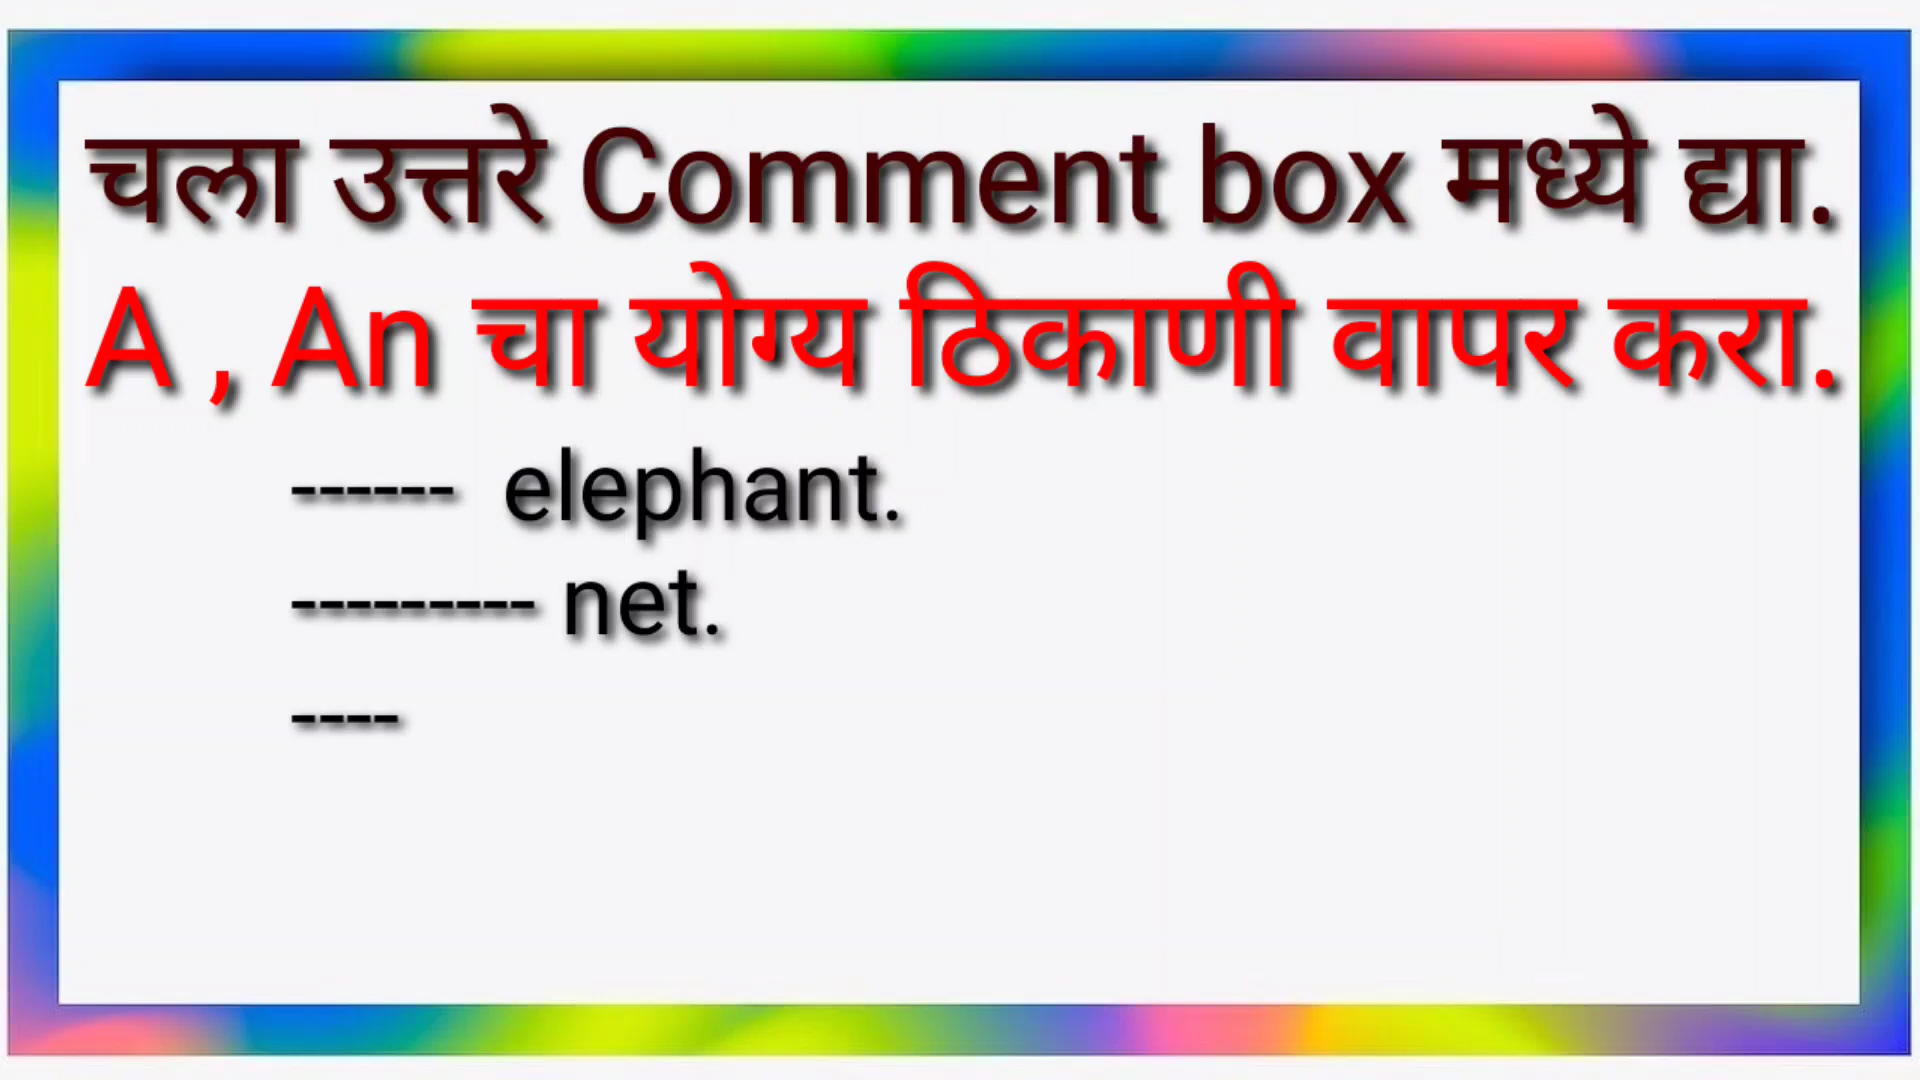 चला उत्तरे Comment box मध्ये द्या.
A , An चा योग्य ठिकाणी वापर करा.
------ elephant.
--------- net.
----